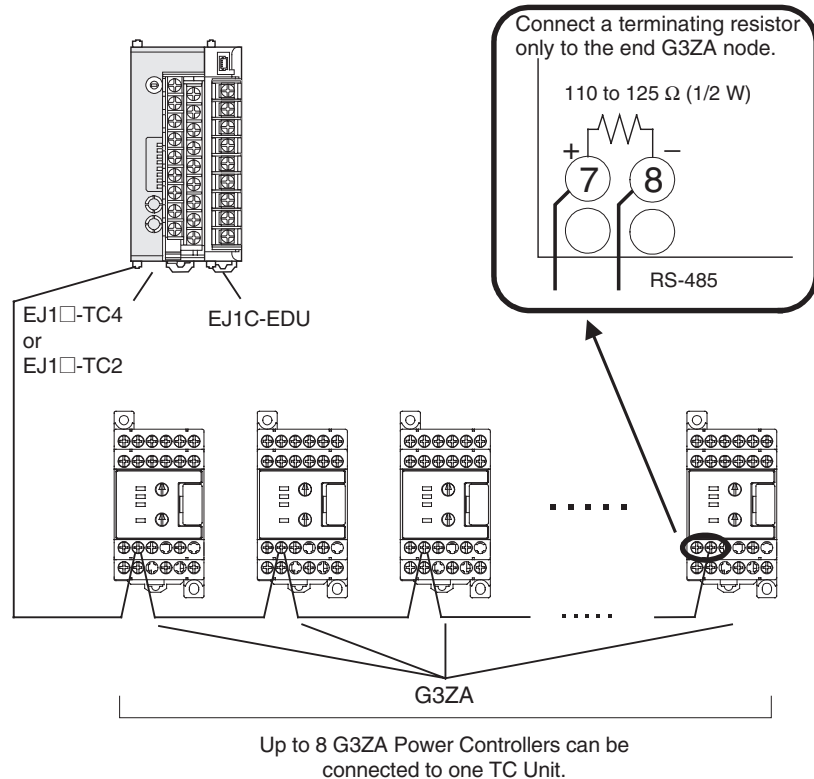 Connect a terminating resistor
only to the end G3ZA node.
110 to 125 Ω (1/2 W)
+ −
7 8
RS-485
EJ1□-TC4
or
EJ1□-TC2
EJ1C-EDU
G3ZA
Up to 8 G3ZA Power Controllers can be
connected to one TC Unit.